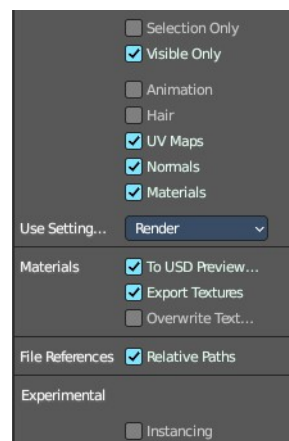 Selection Only
Visible Only
Animation
Hair
UV Maps
Normals
Materials
Use Setting... Render
Materials To USD Preview...
Export Textures
Overwrite Text...
File References Relative Paths
Experimental
Instancing